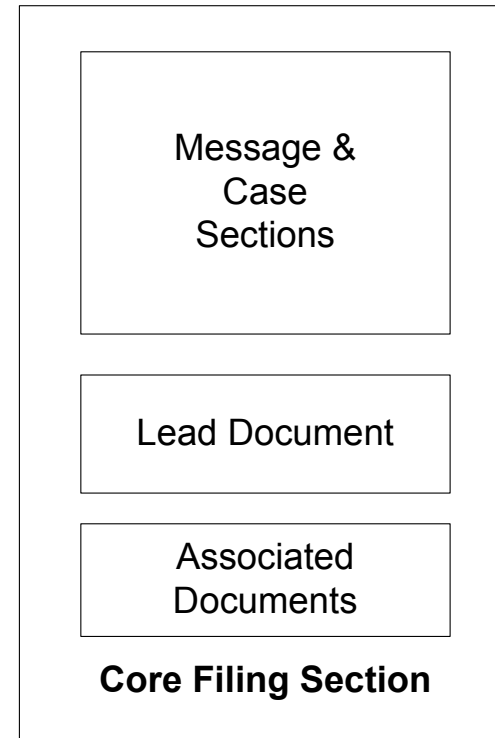 Message &
Case
Sections
Lead Document
Associated
Documents
Core Filing Section